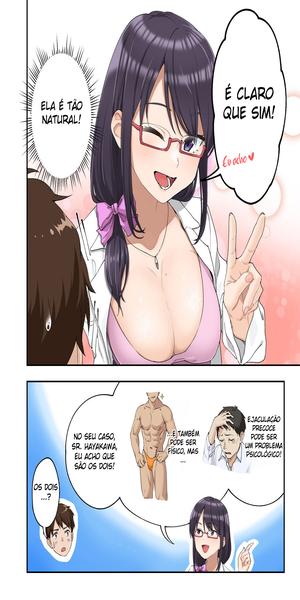 É CLARO
QUE SIM!
Eu acho ♥
ELA É TÃO
NATURAL!
EJACULAÇÃO
PRECOCE
PODE SER
UM PROBLEMA
PSICOLÓGICO!
...E TAMBÉM
PODE SER
FÍSICO, MAS
...
NO SEU CASO,
SR. HAYAKAWA,
EU ACHO QUE
SÃO OS DOIS!
OS DOIS
...?